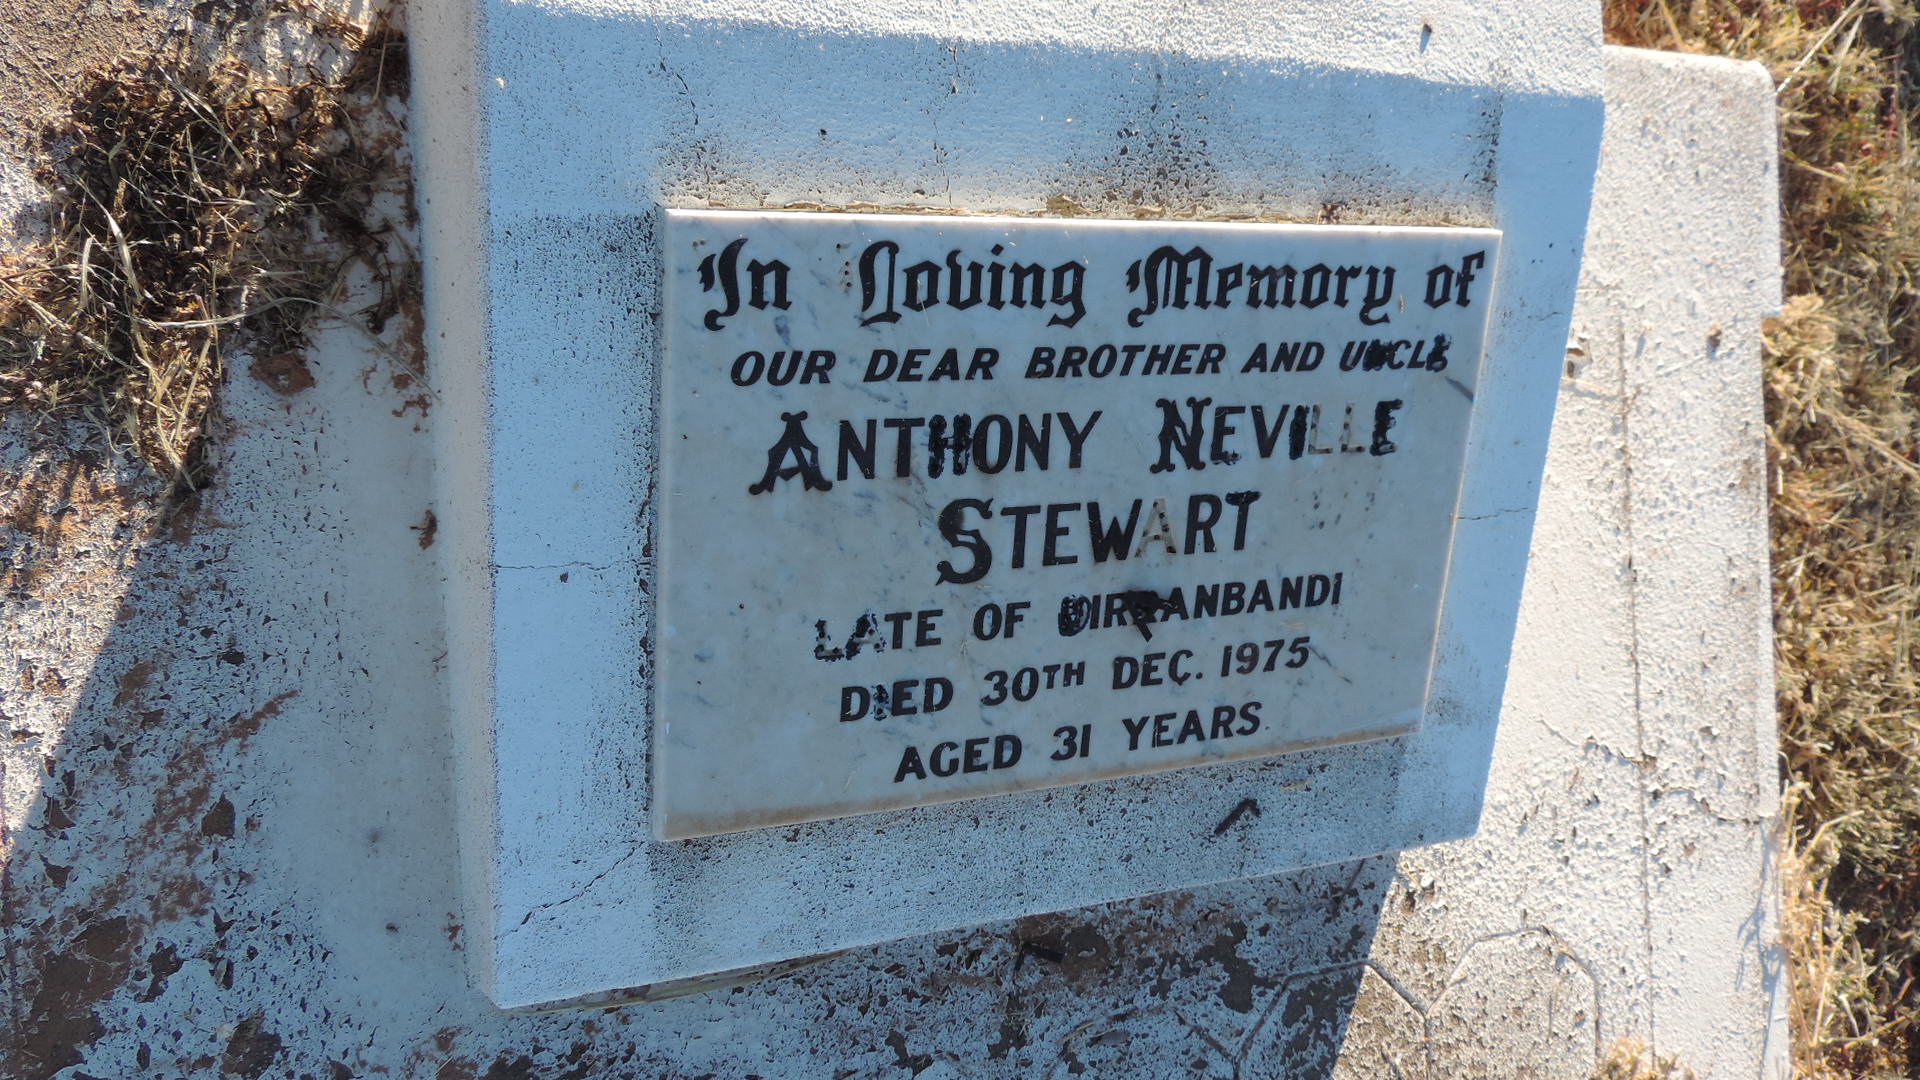 In Loving Memory of
OUR DEAR BROTHER AND UNCLE
ANTHONY NEVILLE
STEWART
LATE OF DIRRANBANDI
DIED 30TH DEC. 1975
AGED 31 YEARS.